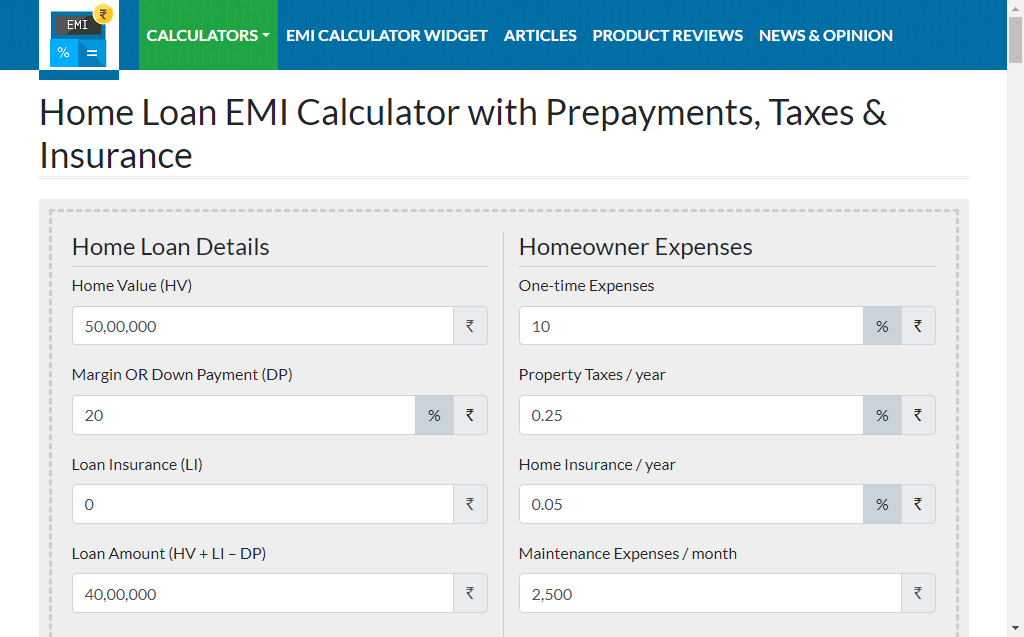 EMI ₹
% =
CALCULATORS EMI CALCULATOR WIDGET ARTICLES PRODUCT REVIEWS NEWS & OPINION
Home Loan EMI Calculator with Prepayments, Taxes &
Insurance
Home Loan Details
Home Value (HV)
50,00,000 ₹
Margin OR Down Payment (DP)
20 % ₹
Loan Insurance (LI)
0 ₹
Loan Amount (HV + LI – DP)
40,00,000 ₹
Homeowner Expenses
One-time Expenses
10 % ₹
Property Taxes / year
0.25 % ₹
Home Insurance / year
0.05 % ₹
Maintenance Expenses / month
2,500 ₹